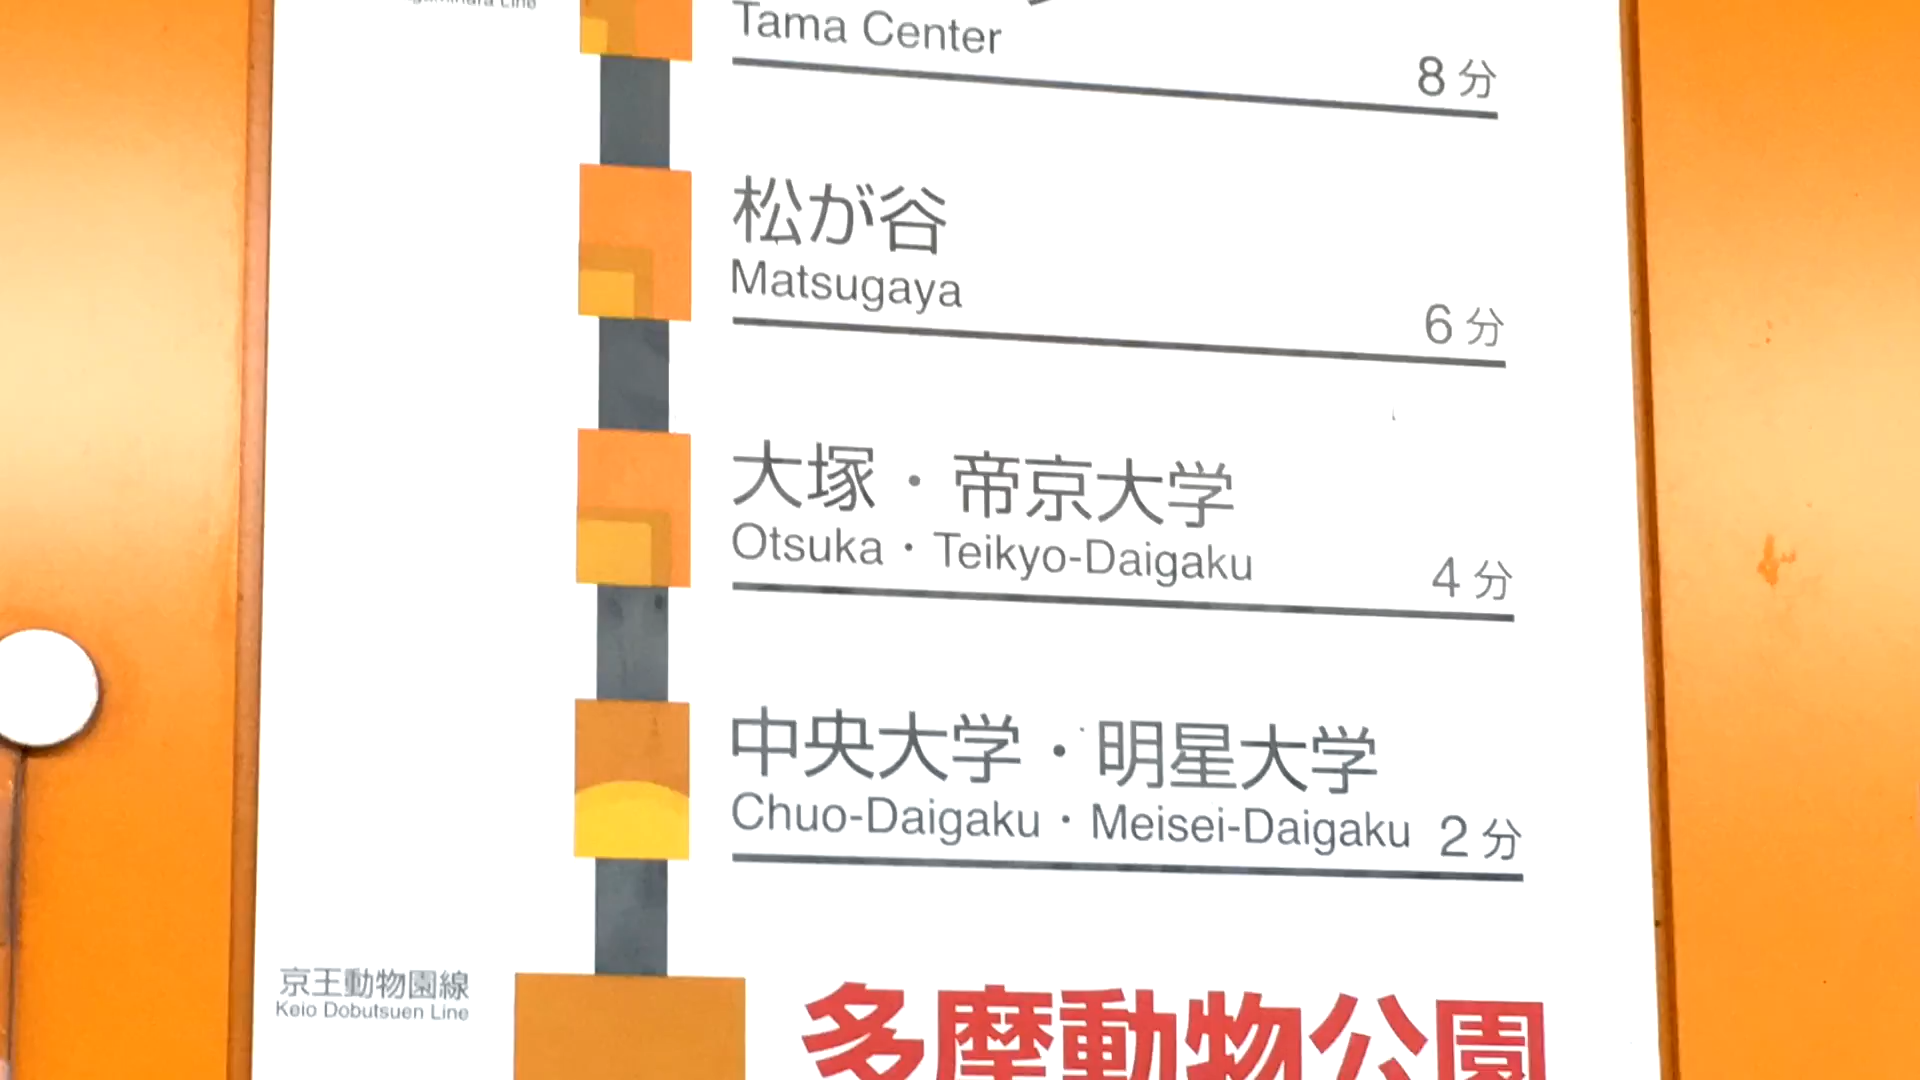 Tama Center
8分
松が谷
Matsugaya
6分
大塚・帝京大学
Otsuka・Teikyo-Daigaku
4分
中央大学・明星大学
Chuo-Daigaku・Meisei-Daigaku 2分
京王動物園線
Keio Dobutsuen Line
多摩動物公園